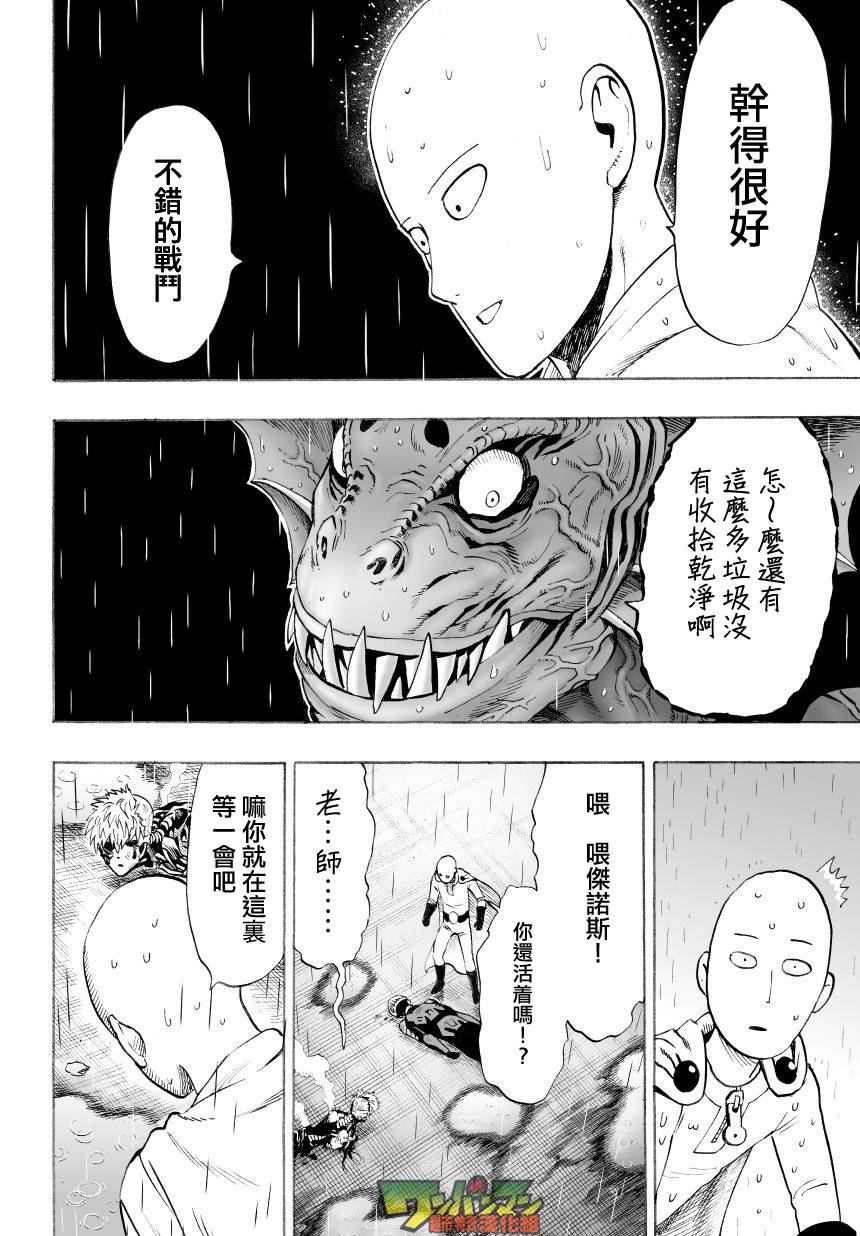 幹得很好
不錯的戰鬥
怎～麼還有
這麼多垃圾沒
有收拾乾淨啊
喂 喂傑諾斯！
你還活着嗎！？
老…師……
嘛你就在這裏
等一會吧
ワンパンマン